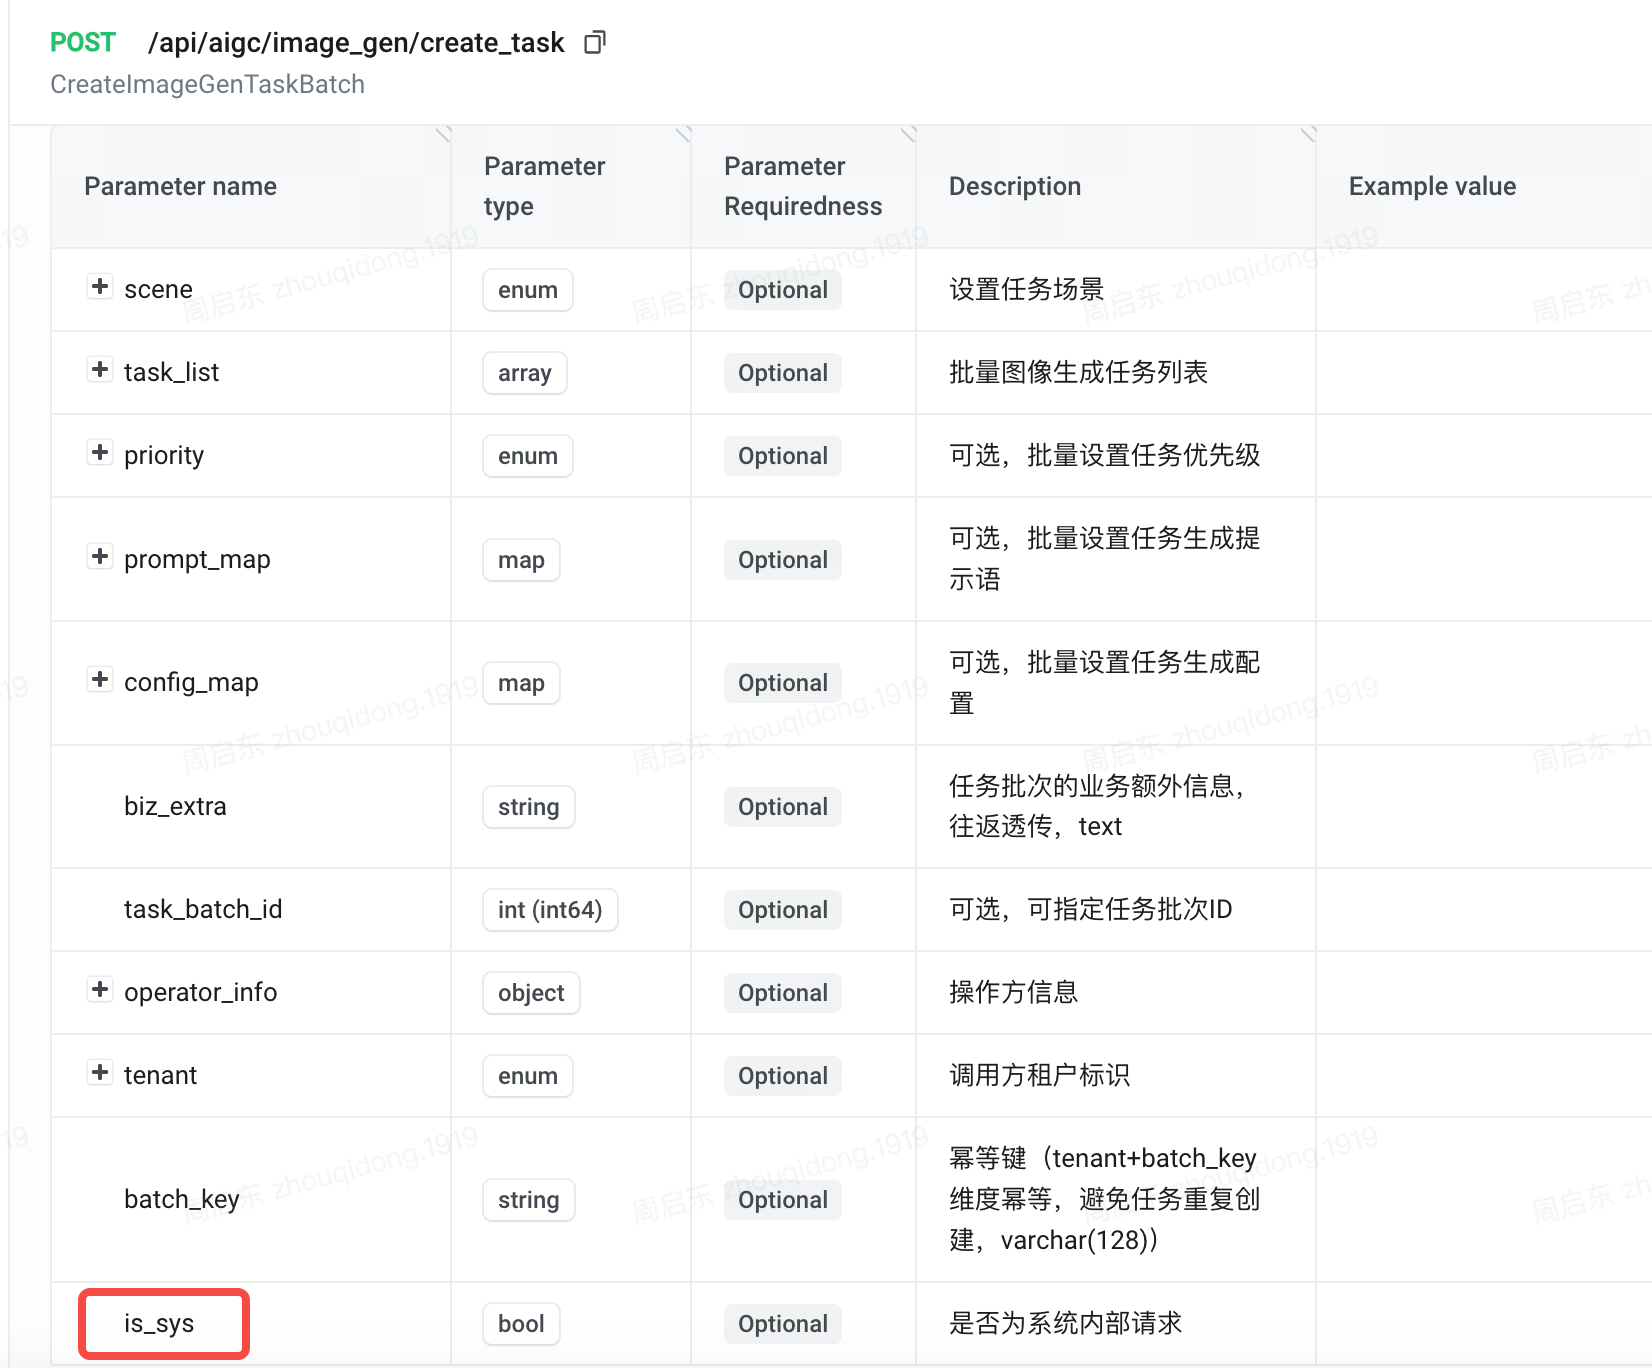 POST /api/aigc/image_gen/create_task
CreateImageGenTaskBatch
Parameter name
Parameter
type
Parameter
Requiredness
Description
Example value
scene enum Optional 设置任务场景
task_list array Optional 批量图像生成任务列表
priority enum Optional 可选，批量设置任务优先级
prompt_map map Optional 可选，批量设置任务生成提
示语
config_map map Optional 可选，批量设置任务生成配
置
biz_extra string Optional 任务批次的业务额外信息，
往返透传，text
task_batch_id int (int64) Optional 可选，可指定任务批次ID
operator_info object Optional 操作方信息
tenant enum Optional 调用方租户标识
batch_key string Optional 幂等键（tenant+batch_key
维度幂等，避免任务重复创
建，varchar(128)）
is_sys bool Optional 是否为系统内部请求
周启东 zhouqidong.1919